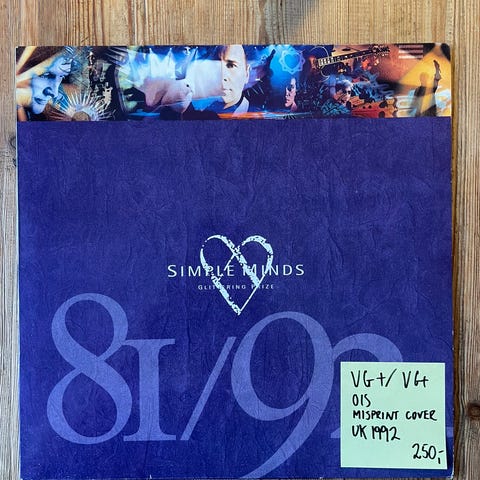 SIMPLE MINDS
GLITTERING PRIZE
81/92
VG+/VG+
OIS
MISPRINT COVER
UK 1992
250,-